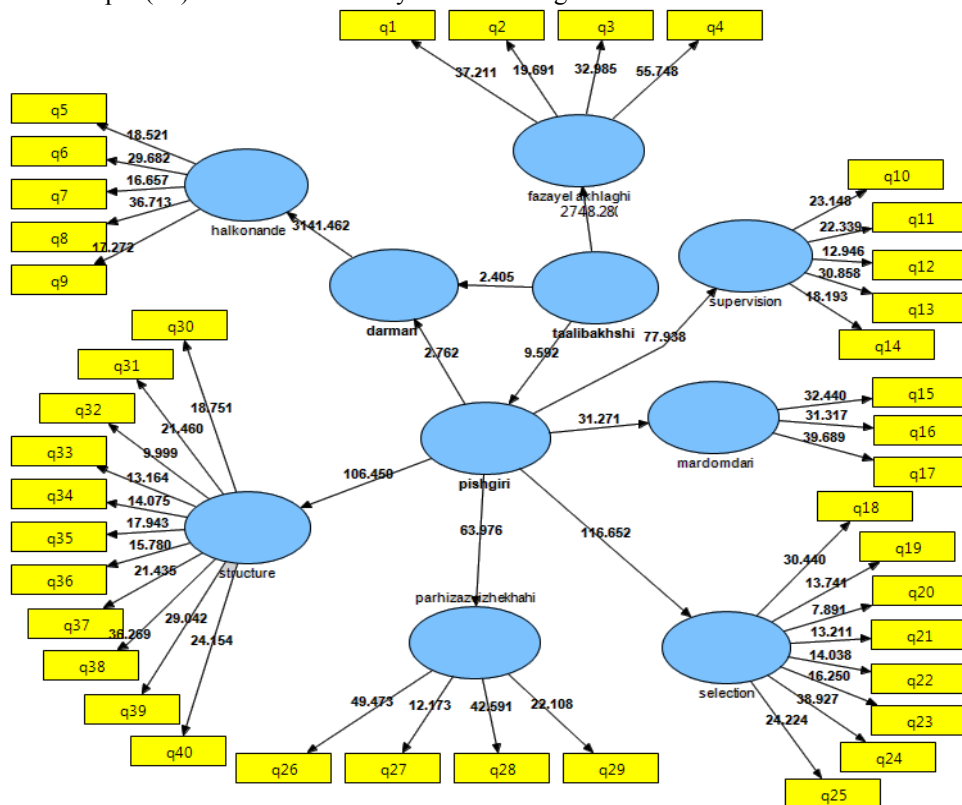 q1
q2
q3
q4
37.211
19.691
32.985
55.748
fazayel akhlaghi
2748.28
q5
q6
q7
q8
q9
18.521
29.682
16.657
36.713
17.272
halkonande
3141.462
darman
2.405
taalibakhshi
2.762
9.592
77.938
q10
q11
q12
q13
q14
23.148
22.339
12.946
30.858
18.193
supervision
q15
q16
q17
32.440
31.317
39.689
31.271
mardomdari
pishgiri
106.450
63.976
116.652
q30
q31
q32
q33
q34
q35
q36
q37
q38
q39
q40
18.751
21.460
9.999
13.164
14.075
17.943
15.780
21.435
36.269
29.042
24.154
structure
parhizazvizhekhahi
49.473
12.173
42.591
22.108
q26
q27
q28
q29
q18
q19
q20
q21
q22
q23
q24
q25
30.440
13.741
7.891
13.211
14.038
16.250
38.927
24.224
selection